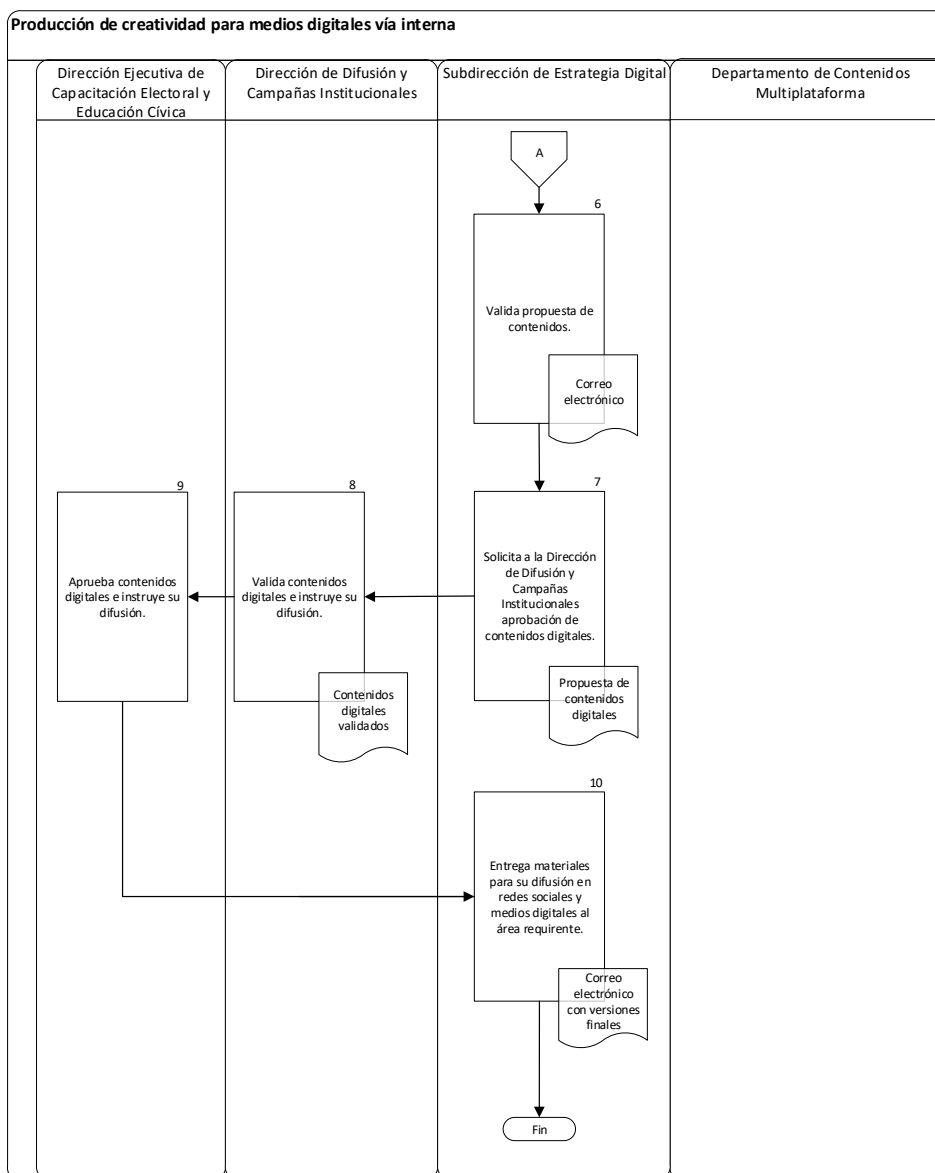 Producción de creatividad para medios digitales vía interna
Dirección Ejecutiva de
Capacitación Electoral y
Educación Cívica
Dirección de Difusión y
Campañas Institucionales
Subdirección de Estrategia Digital
Departamento de Contenidos
Multiplataforma
A
6
Valida propuesta de
contenidos.
Correo
electrónico
7
Solicita a la Dirección
de Difusión y
Campañas
Institucionales
aprobación de
contenidos digitales.
Propuesta de
contenidos
digitales
8
Valida contenidos
digitales e instruye su
difusión.
Contenidos
digitales
validados
9
Aprueba contenidos
digitales e instruye su
difusión.
10
Entrega materiales
para su difusión en
redes sociales y
medios digitales al
área requirente.
Correo
electrónico
con versiones
finales
Fin